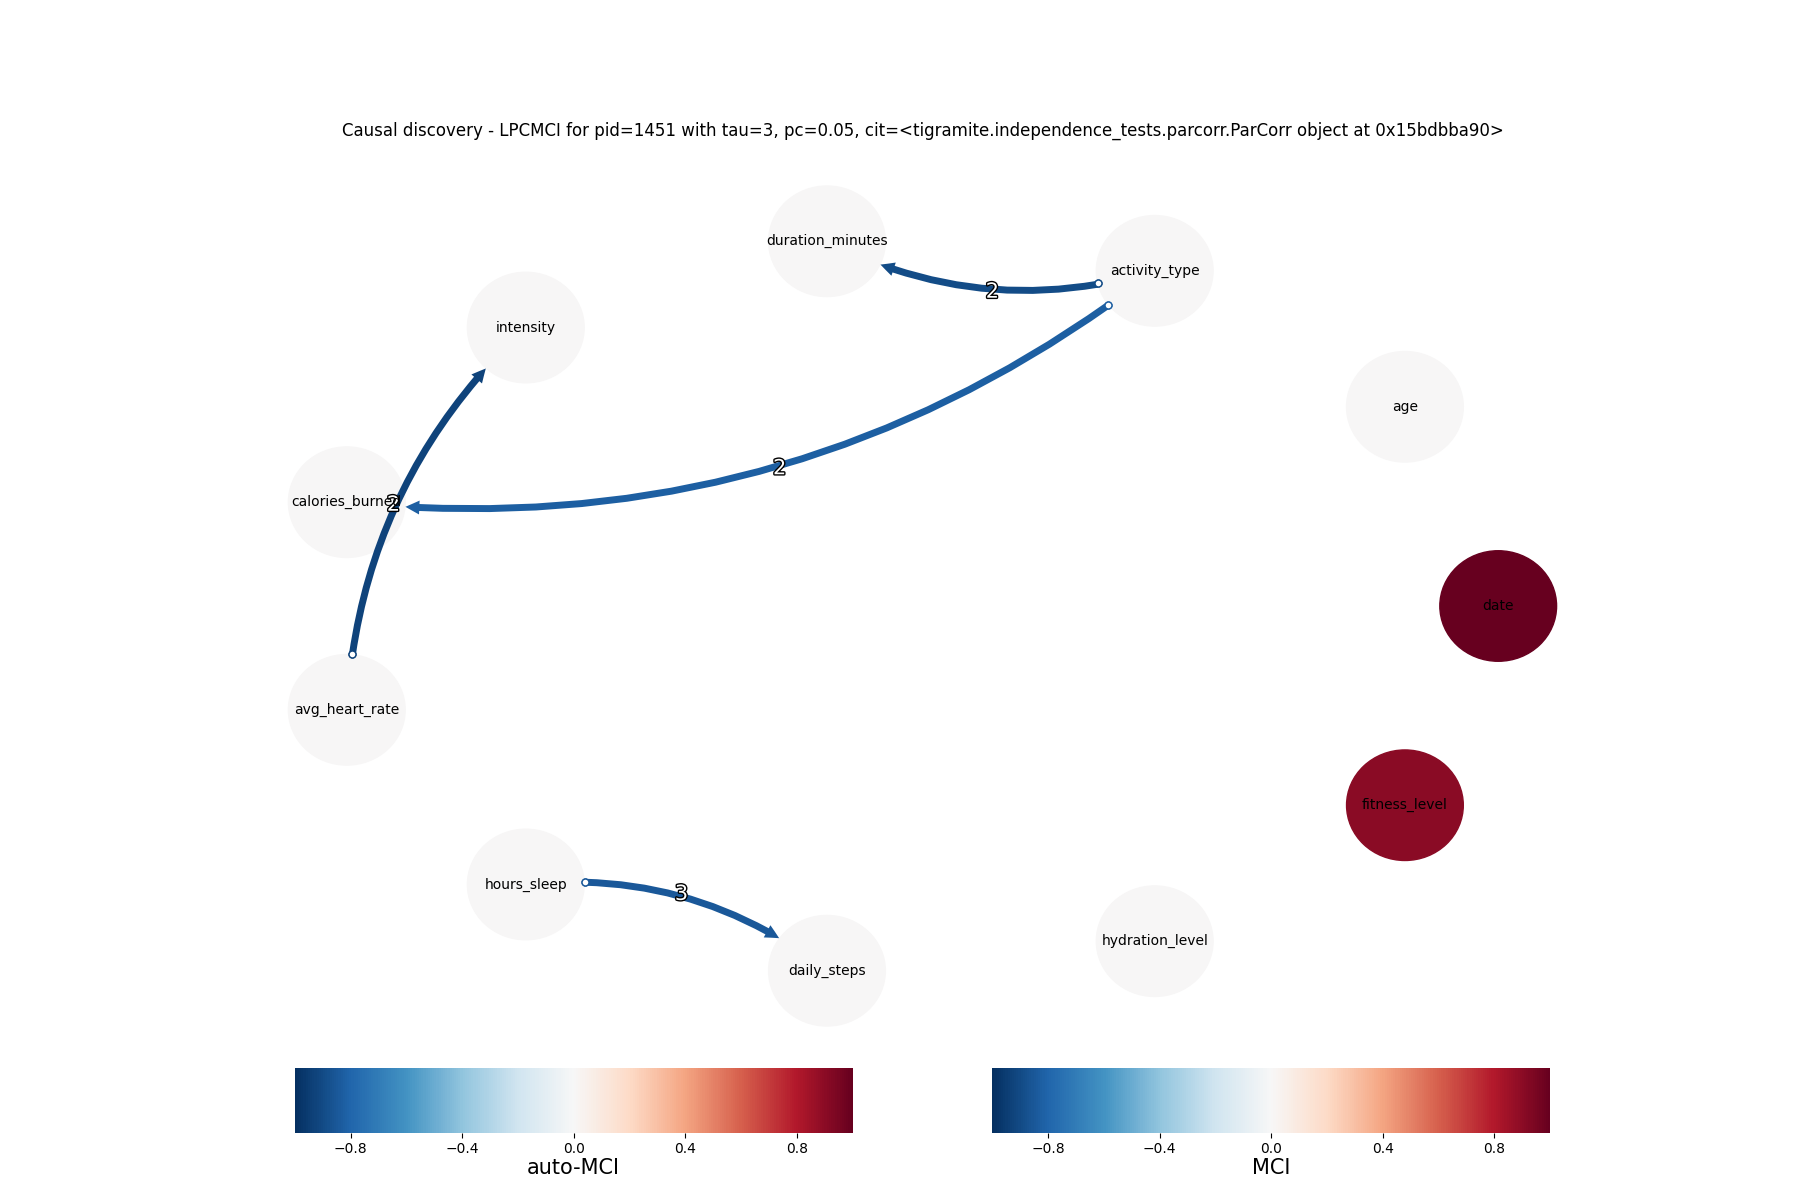 Causal discovery - LPCMCI for pid=1451 with tau=3, pc=0.05, cit=<tigramite.independence_tests.parcorr.ParCorr object at 0x15bdbba90>
duration_minutes
activity_type
2
intensity
age
2
calories_burned
2
date
avg_heart_rate
fitness_level
hours_sleep
3
hydration_level
daily_steps
−0.8 −0.4 0.0 0.4 0.8
auto-MCI
−0.8 −0.4 0.0 0.4 0.8
MCI